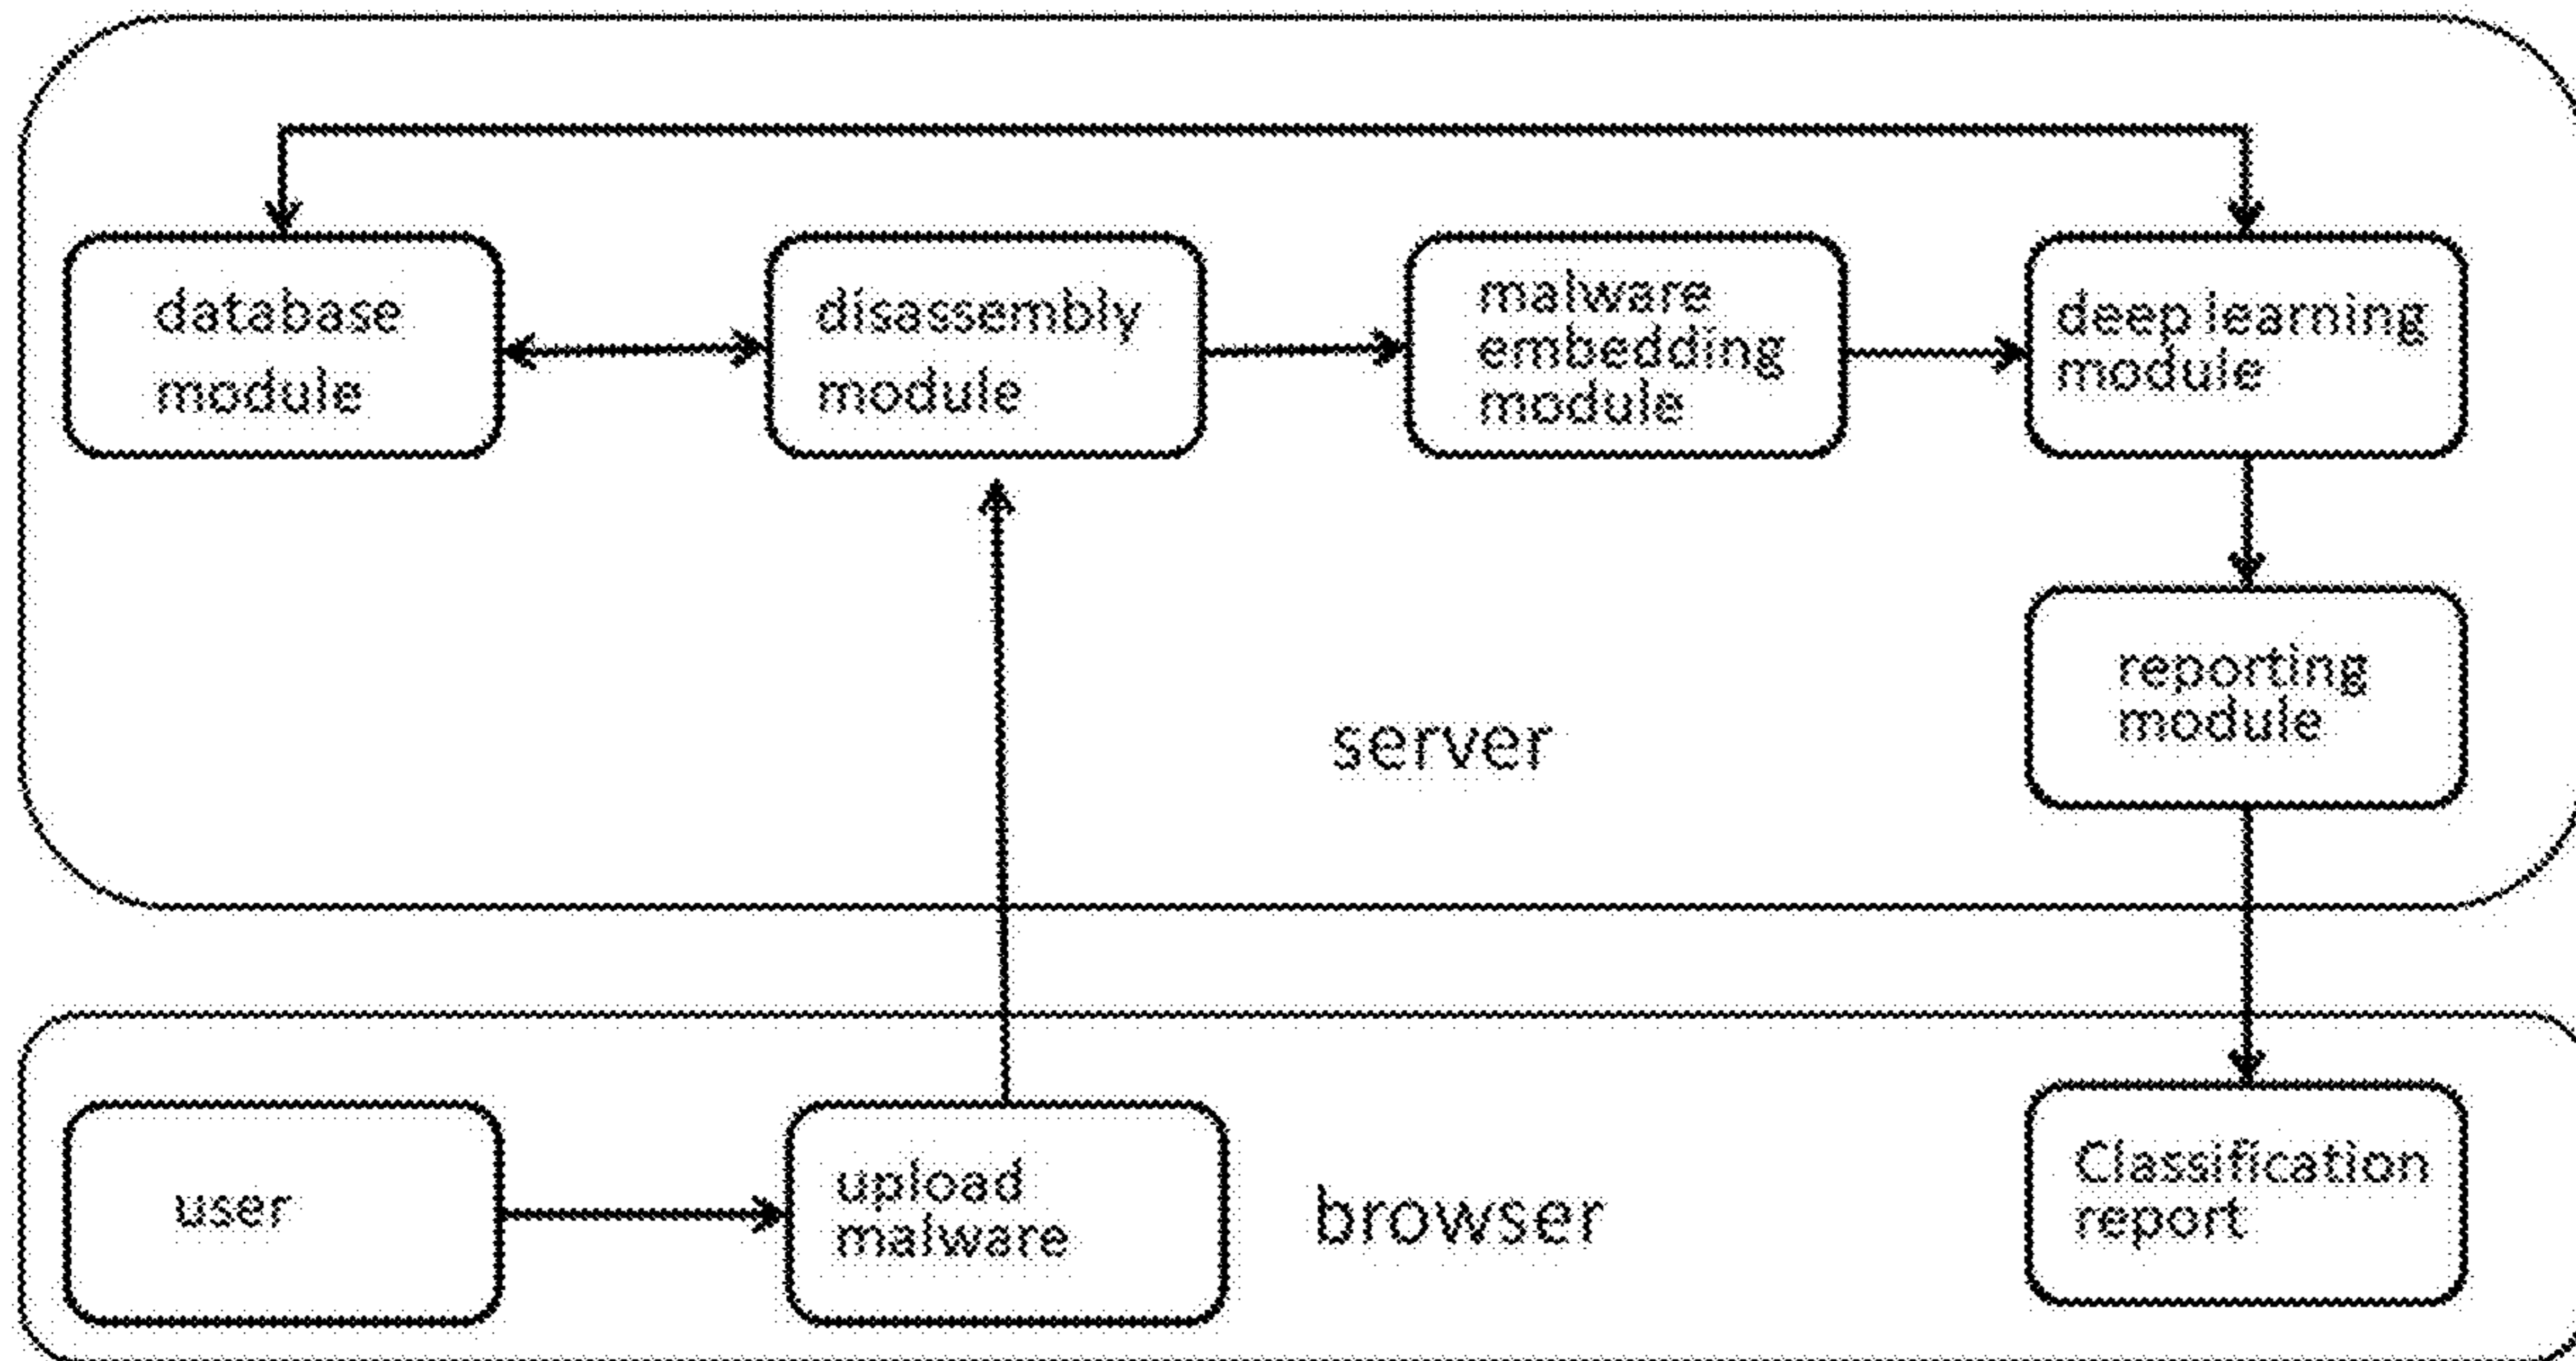 database
module
disassembly
module
malware
embedding
module
deep learning
module
reporting
module
server
user
upload
malware
browser
Classification
report